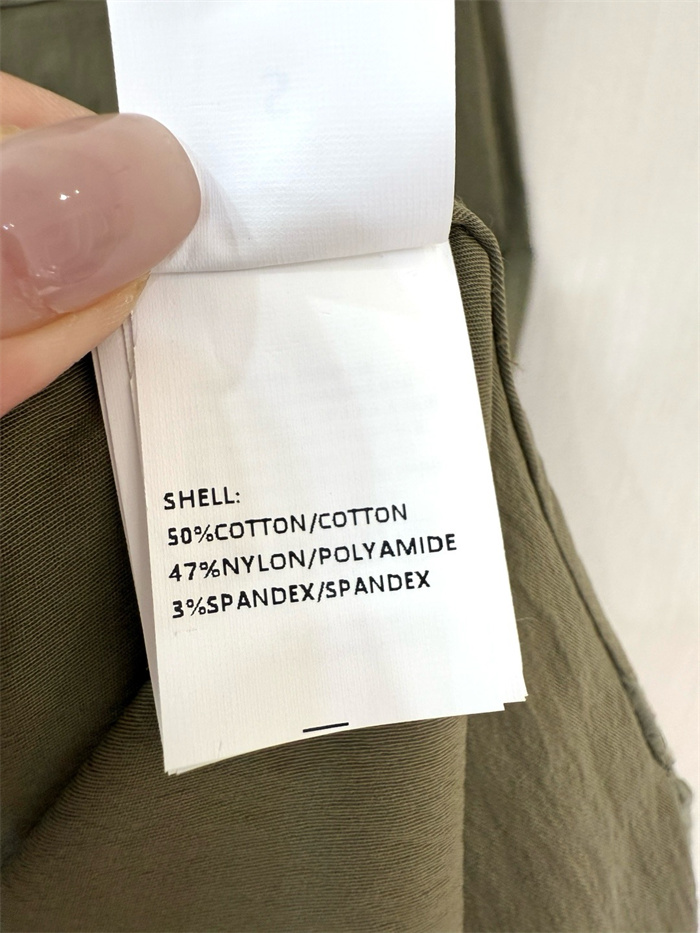 SHELL:
50%COTTON/COTTON
47%NYLON/POLYAMIDE
3%SPANDEX/SPANDEX